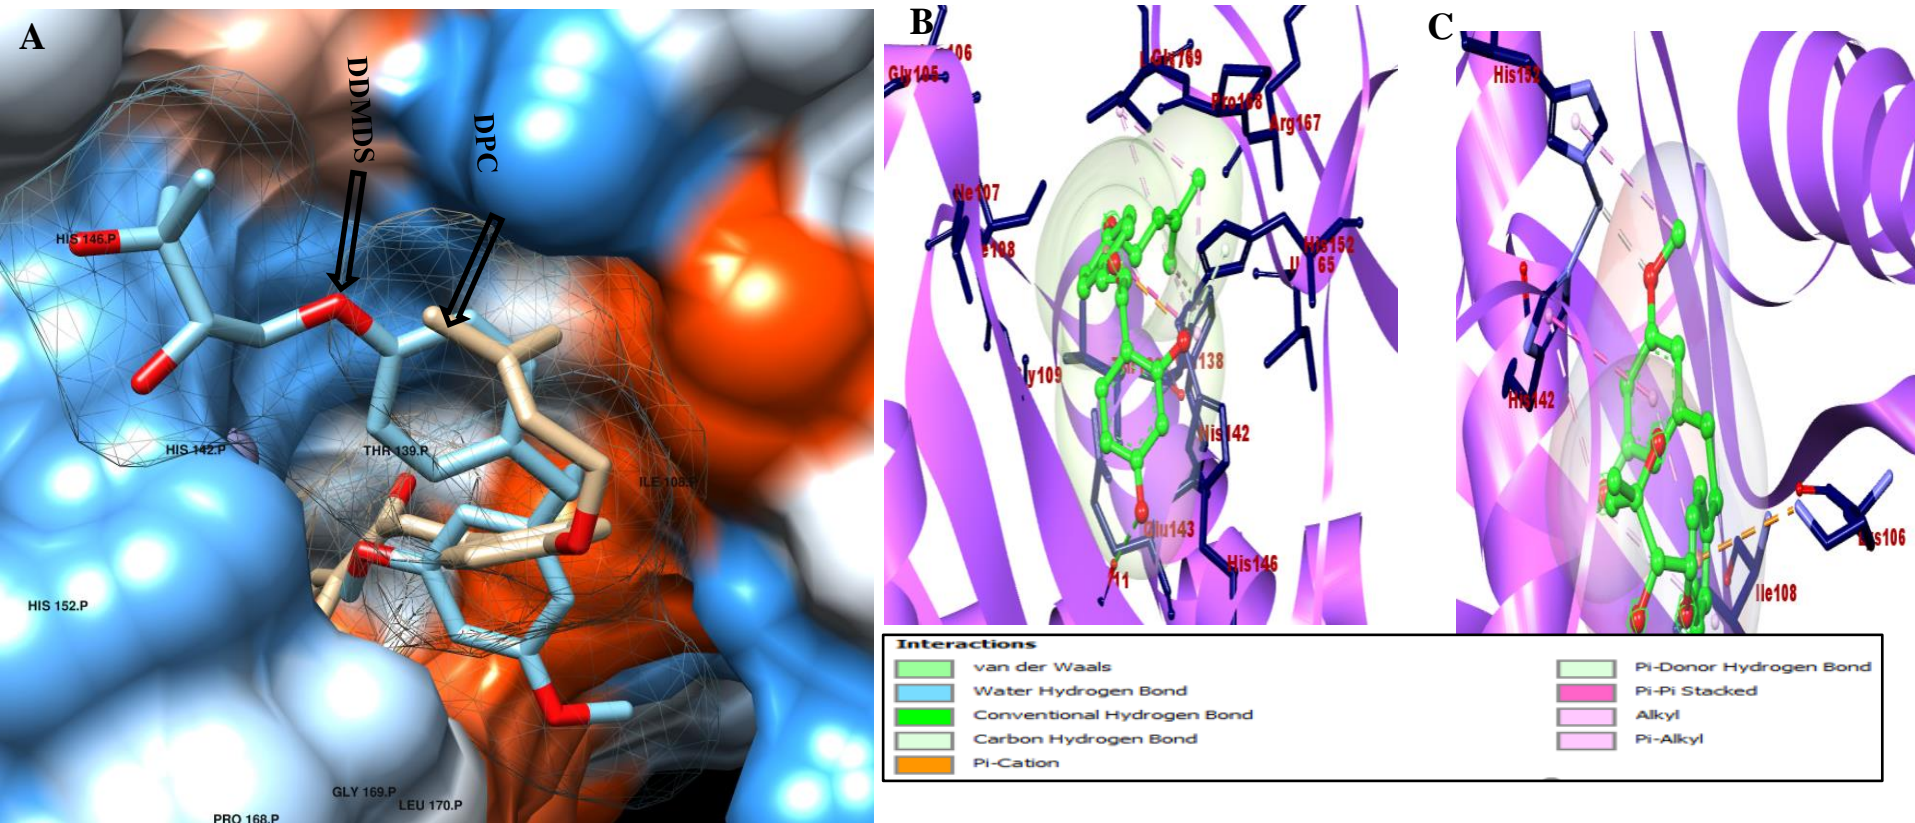 A
DDMDS
DPC
HIS 146.P
HIS 142.P
THR 139.P
ILE 108.P
HIS 152.P
GLY 169.P
LEU 170.P
PRO 168.P
B
Gly105
Pro168
Arg167
His152
His142
Glu143
His146
C
His152
His142
Ile108
Interactions
van der Waals
Water Hydrogen Bond
Conventional Hydrogen Bond
Carbon Hydrogen Bond
Pi-Cation
Pi-Donor Hydrogen Bond
Pi-Pi Stacked
Alkyl
Pi-Alkyl